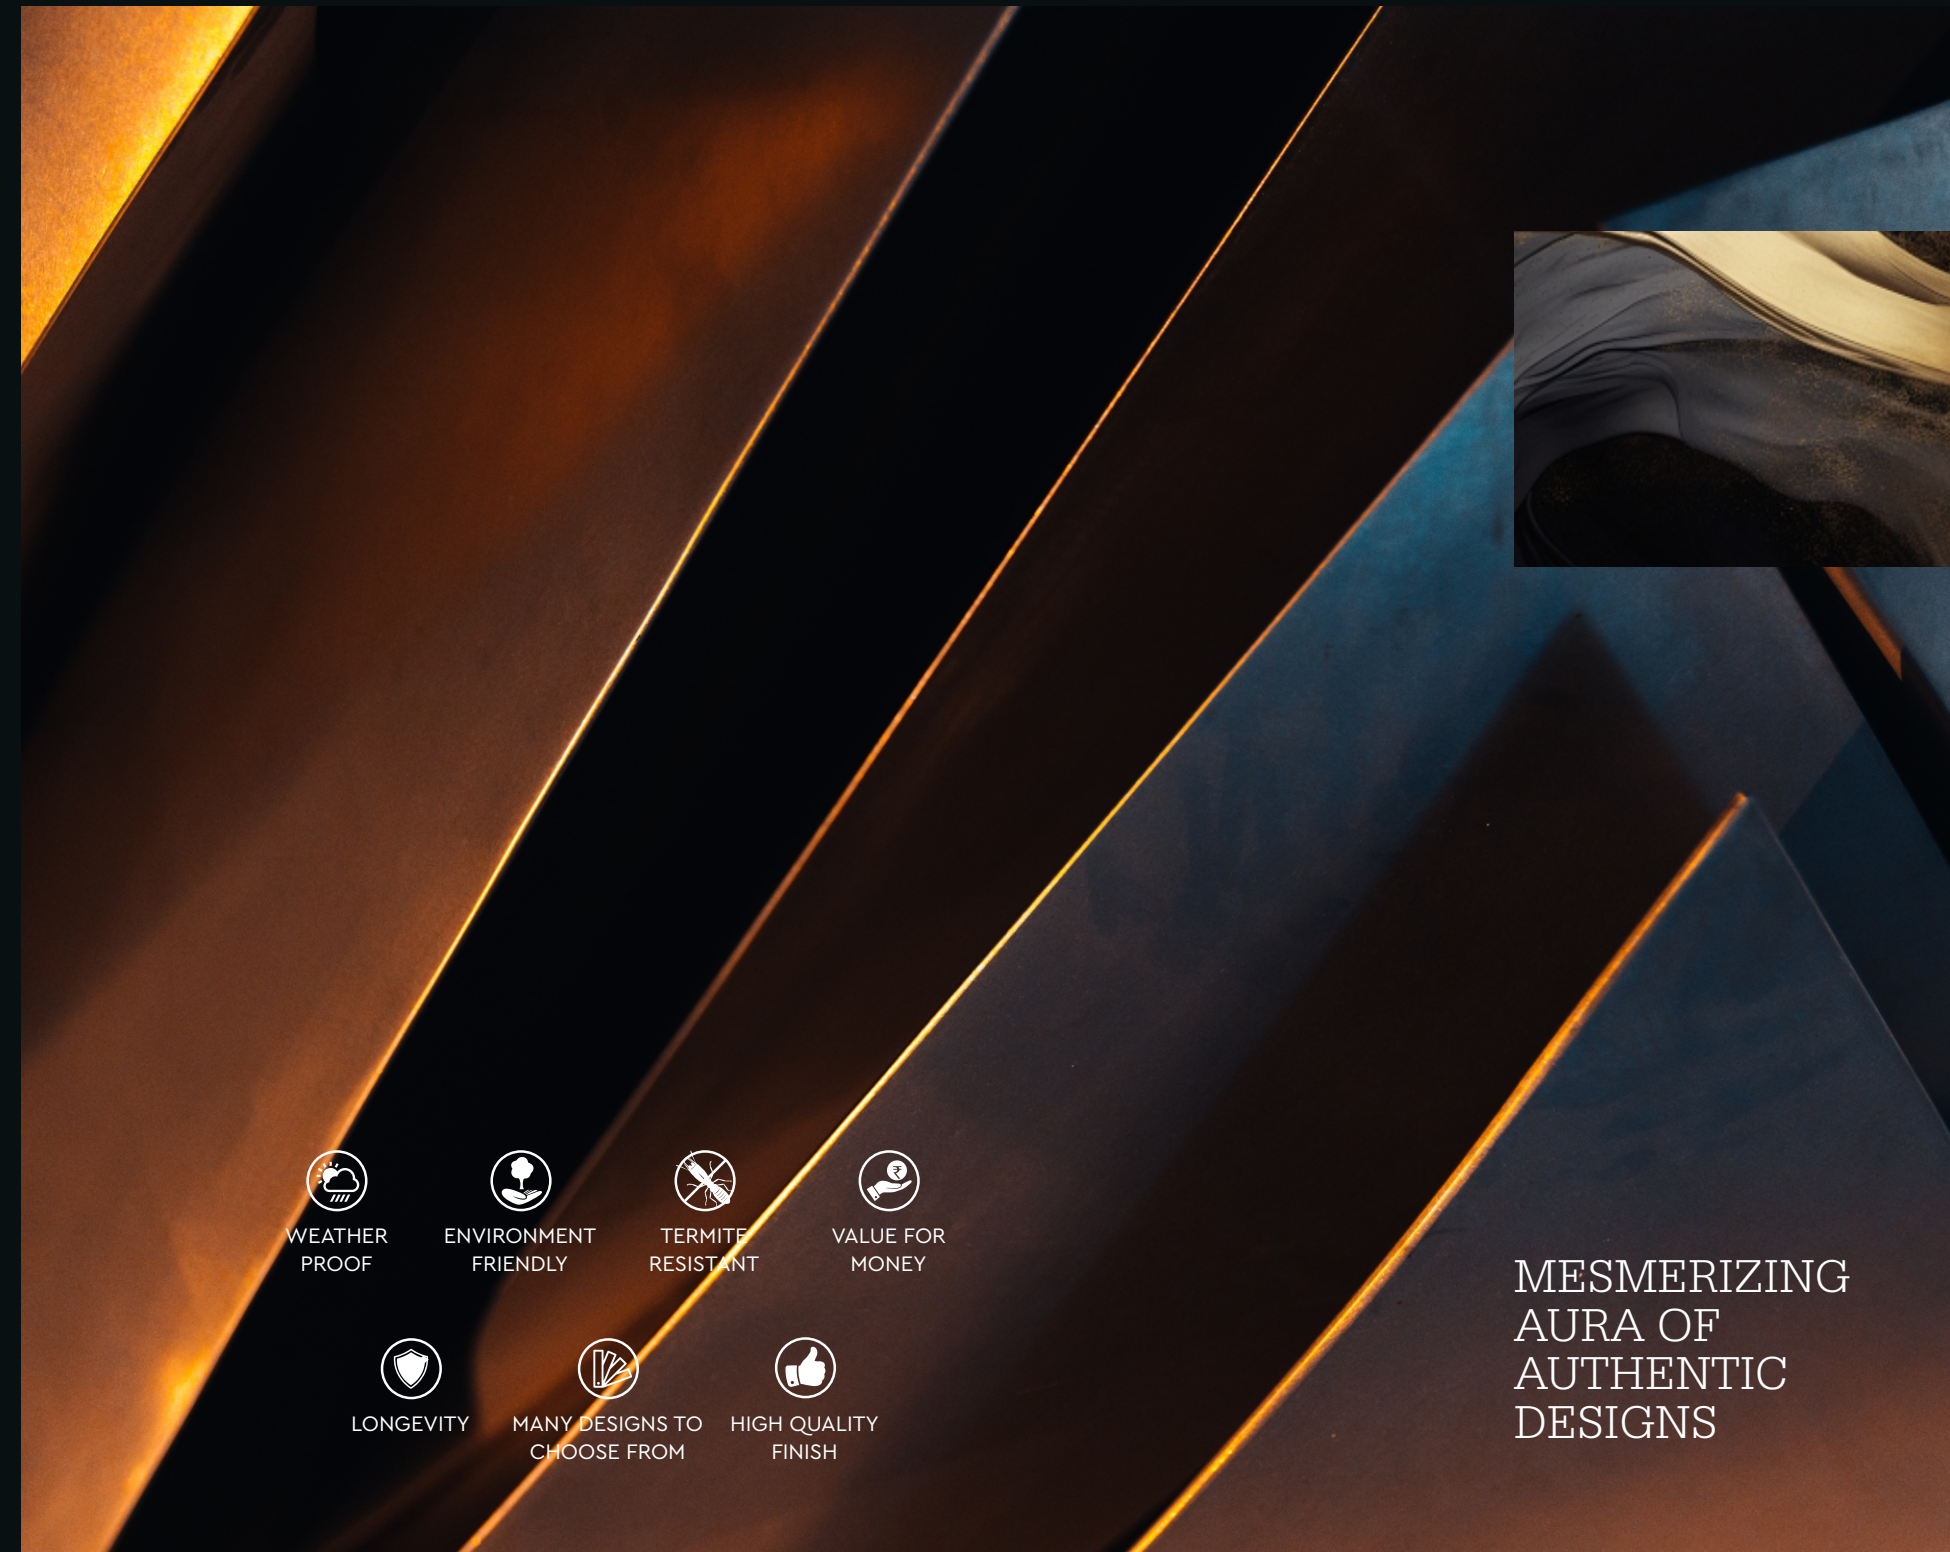 WEATHER
PROOF
ENVIRONMENT
FRIENDLY
TERMITE
RESISTANT
₹
VALUE FOR
MONEY
LONGEVITY
MANY DESIGNS TO
CHOOSE FROM
HIGH QUALITY
FINISH
MESMERIZING
AURA OF
AUTHENTIC
DESIGNS